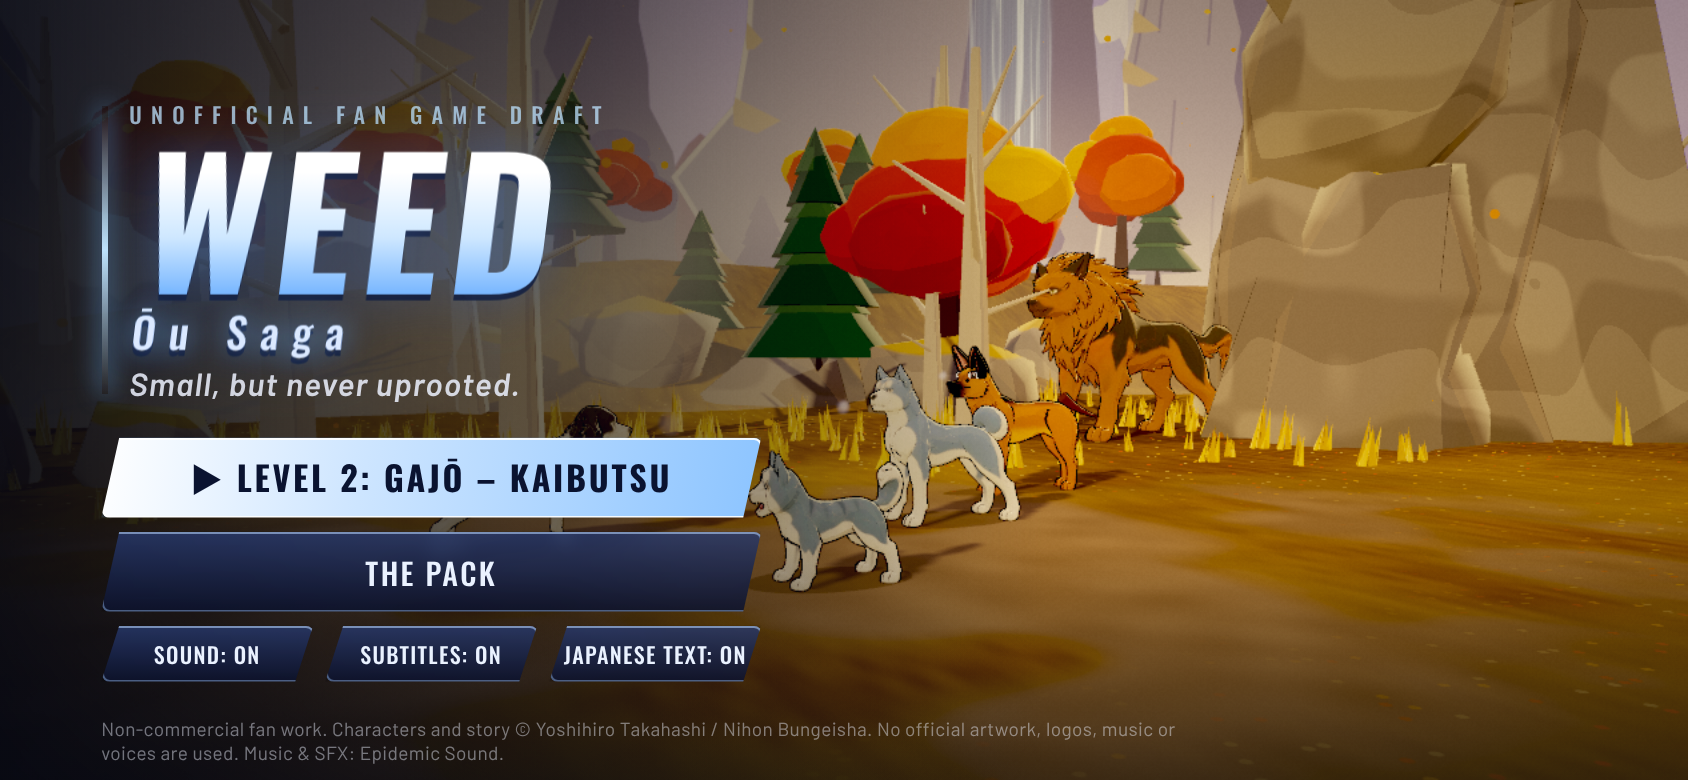 UNOFFICIAL FAN GAME DRAFT
WEED
Ōu Saga
Small, but never uprooted.
▶ LEVEL 2: GAJŌ – KAIBUTSU
THE PACK
SOUND: ON
SUBTITLES: ON
JAPANESE TEXT: ON
Non-commercial fan work. Characters and story © Yoshihiro Takahashi / Nihon Bungeisha. No official artwork, logos, music or
voices are used. Music & SFX: Epidemic Sound.